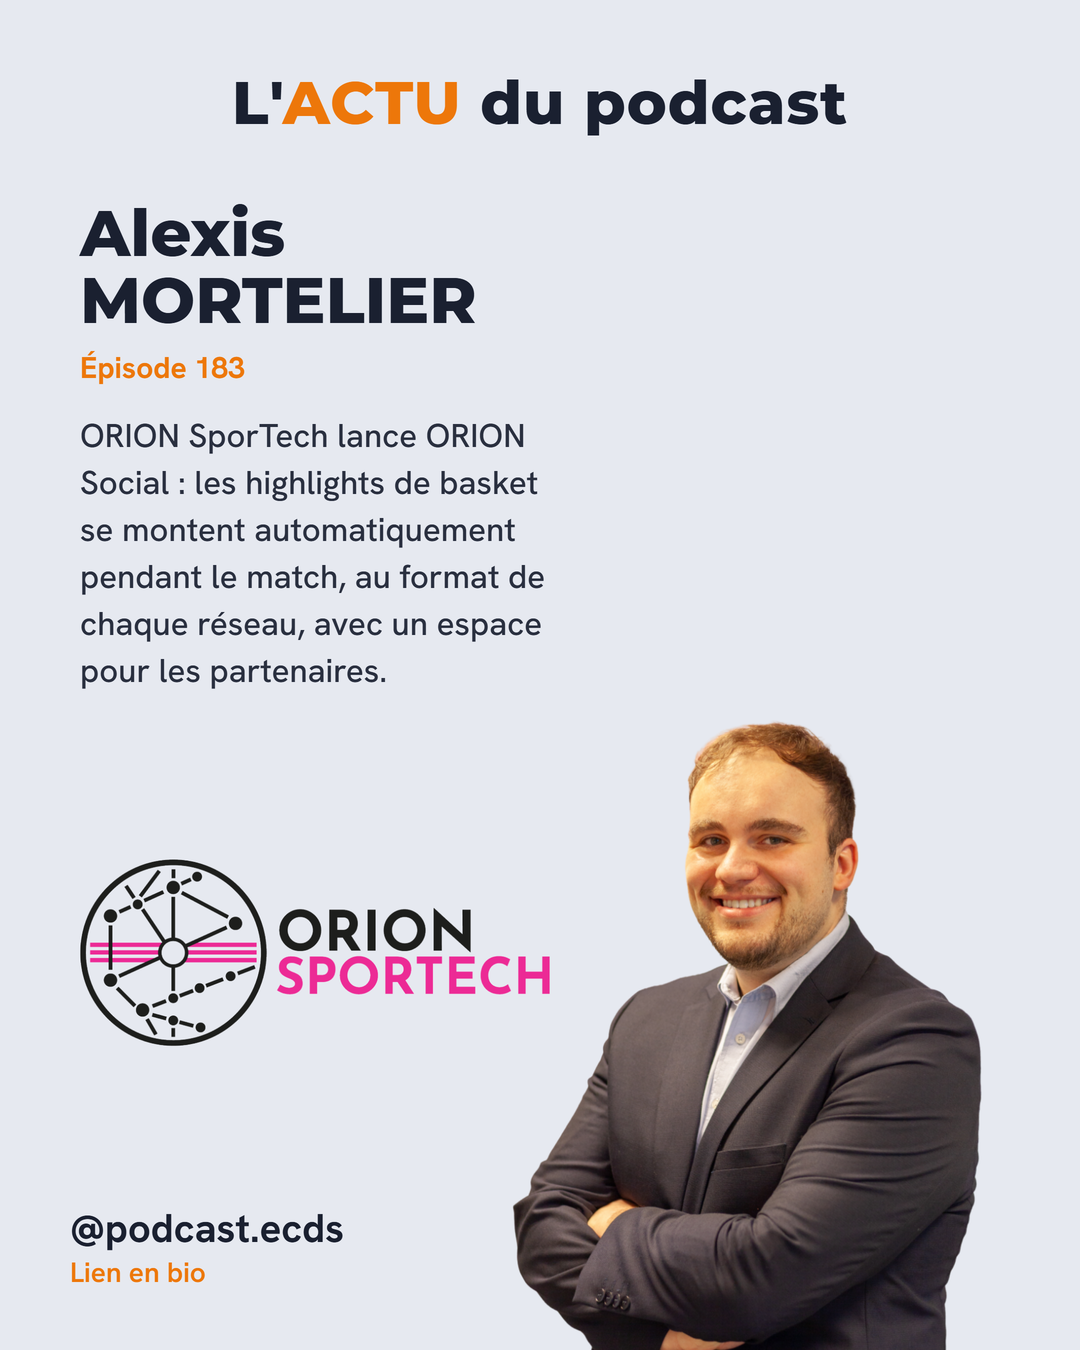 L'ACTU du podcast
Alexis
MORTELIER
Épisode 183
ORION SporTech lance ORION
Social : les highlights de basket
se montent automatiquement
pendant le match, au format de
chaque réseau, avec un espace
pour les partenaires.
ORION
SPORTECH
@podcast.ecds
Lien en bio